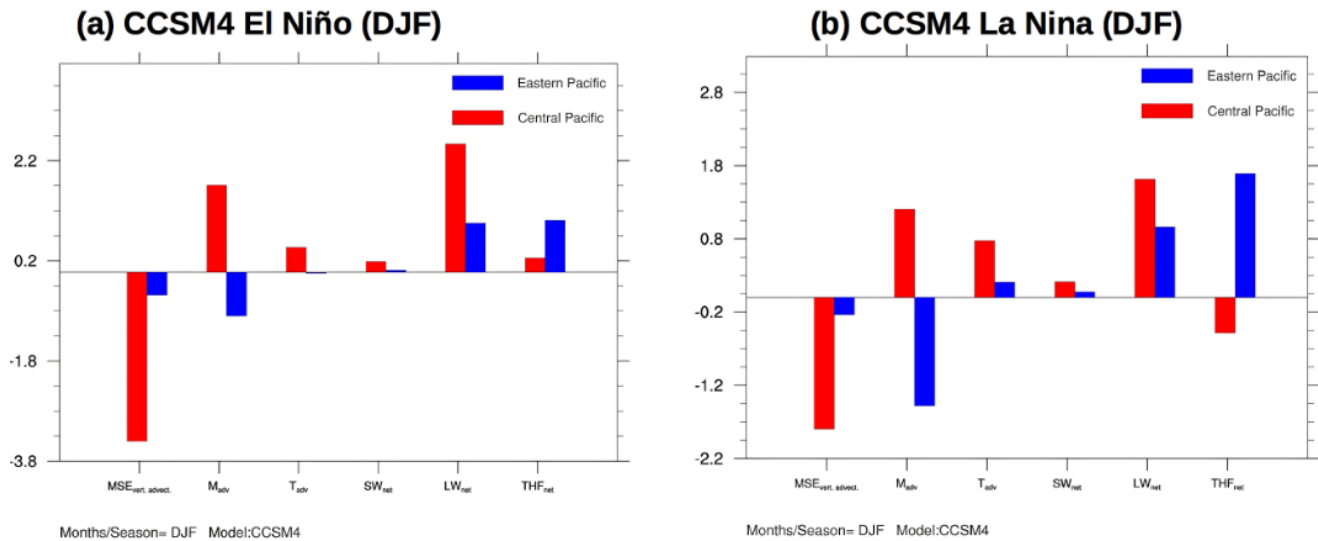 (a) CCSM4 El Niño (DJF)
Eastern Pacific
Central Pacific
2.2
0.2
-1.8
-3.8
MSEvert. advect. Madv Tadv SWnet LWnet THFnet
Months/Season= DJF Model:CCSM4
(b) CCSM4 La Nina (DJF)
Eastern Pacific
Central Pacific
2.8
1.8
0.8
-0.2
-1.2
-2.2
MSEvert. advect. Madv Tadv SWnet LWnet THFnet
Months/Season= DJF Model:CCSM4